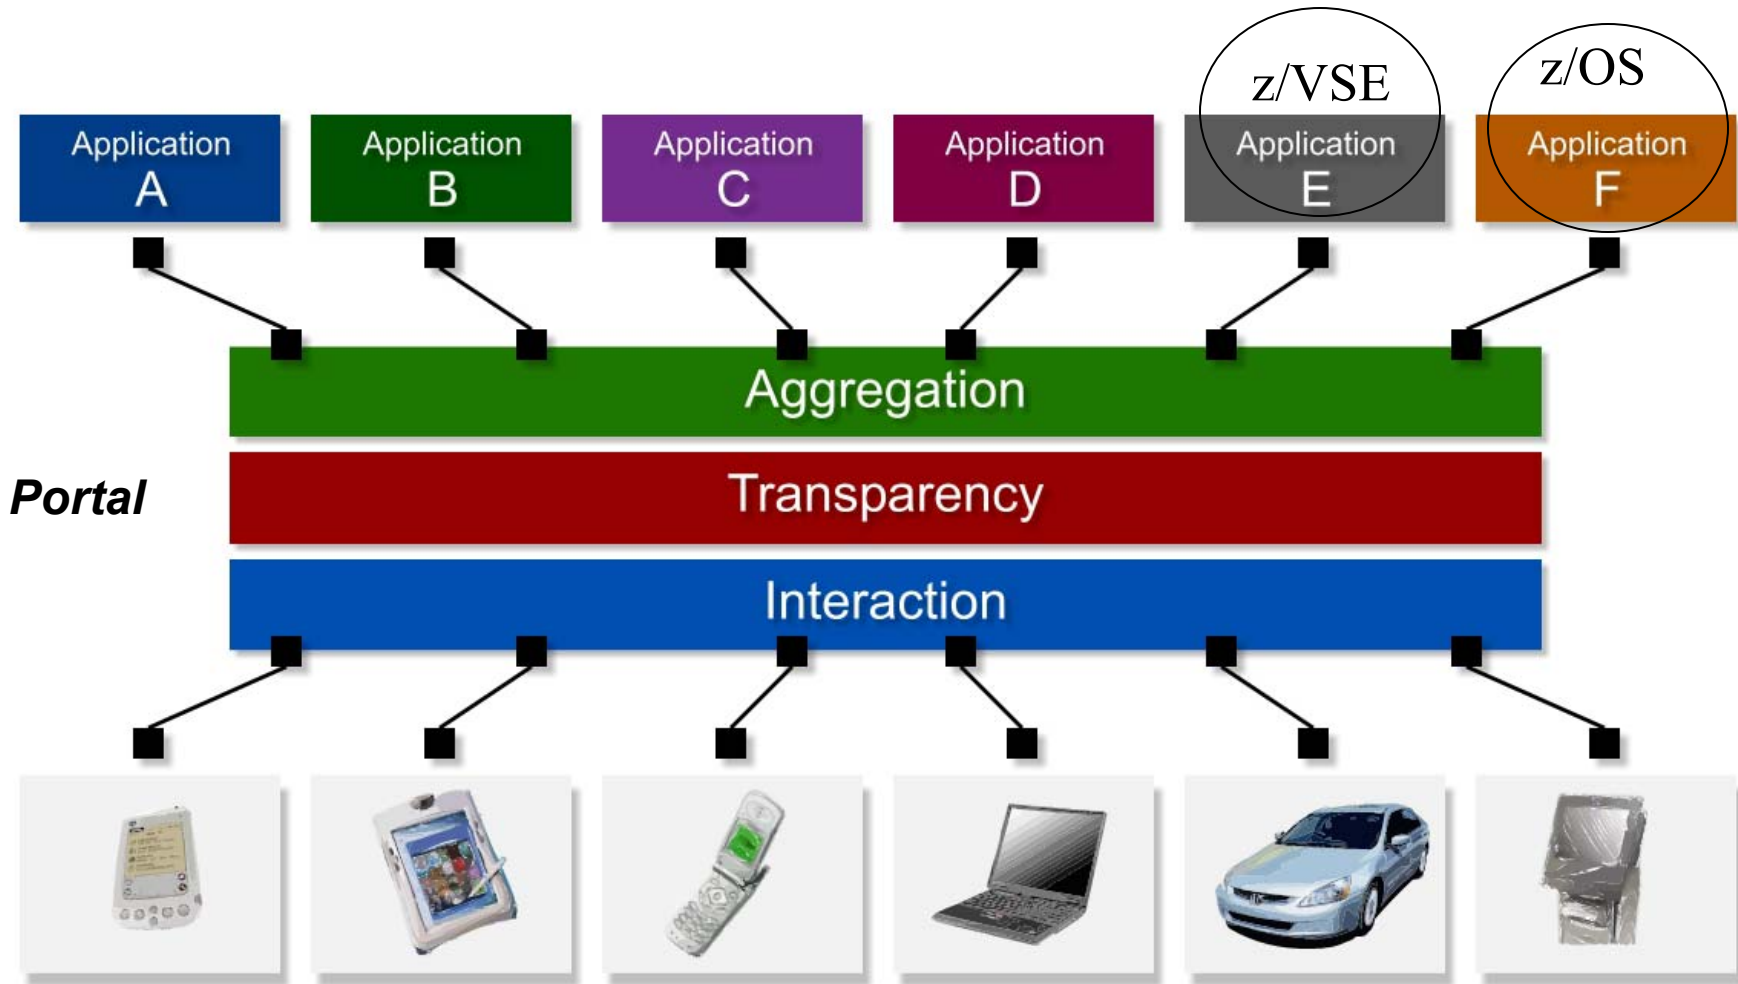 z/VSE
z/OS
Application
A
Application
B
Application
C
Application
D
Application
E
Application
F
Aggregation
Portal
Transparency
Interaction